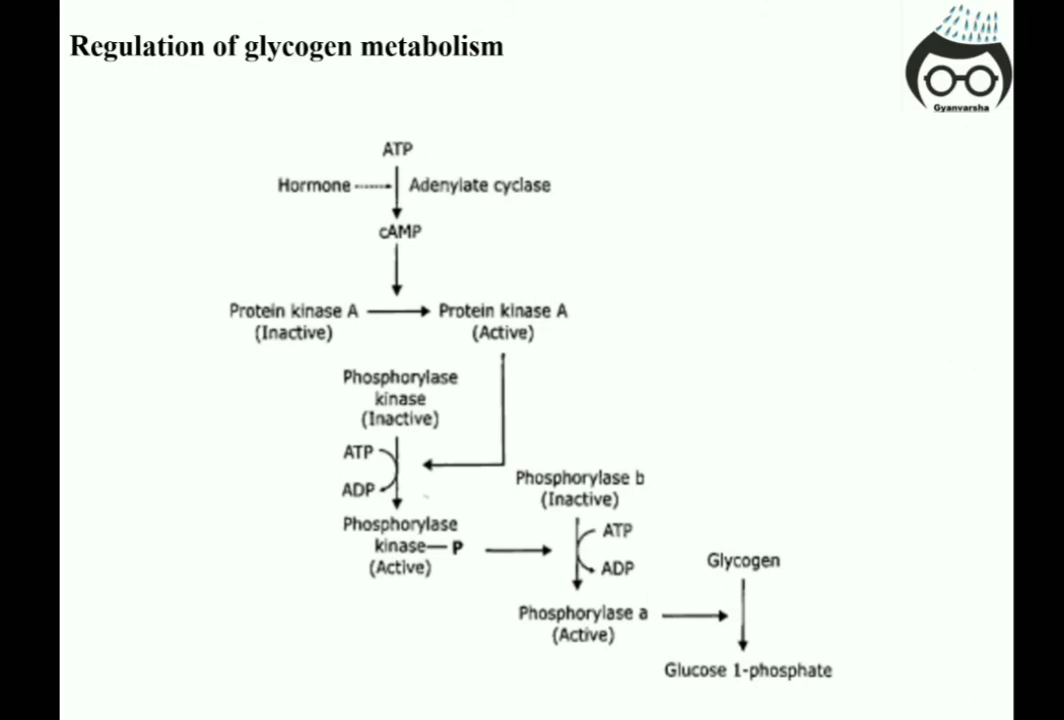 Regulation of glycogen metabolism
Gyanvarsha
ATP
Hormone
Adenylate cyclase
cAMP
Protein kinase A
(Inactive)
Protein kinase A
(Active)
Phosphorylase
kinase
(Inactive)
ATP
ADP
Phosphorylase
kinase—P
(Active)
Phosphorylase b
(Inactive)
ATP
ADP
Phosphorylase a
(Active)
Glycogen
Glucose 1-phosphate